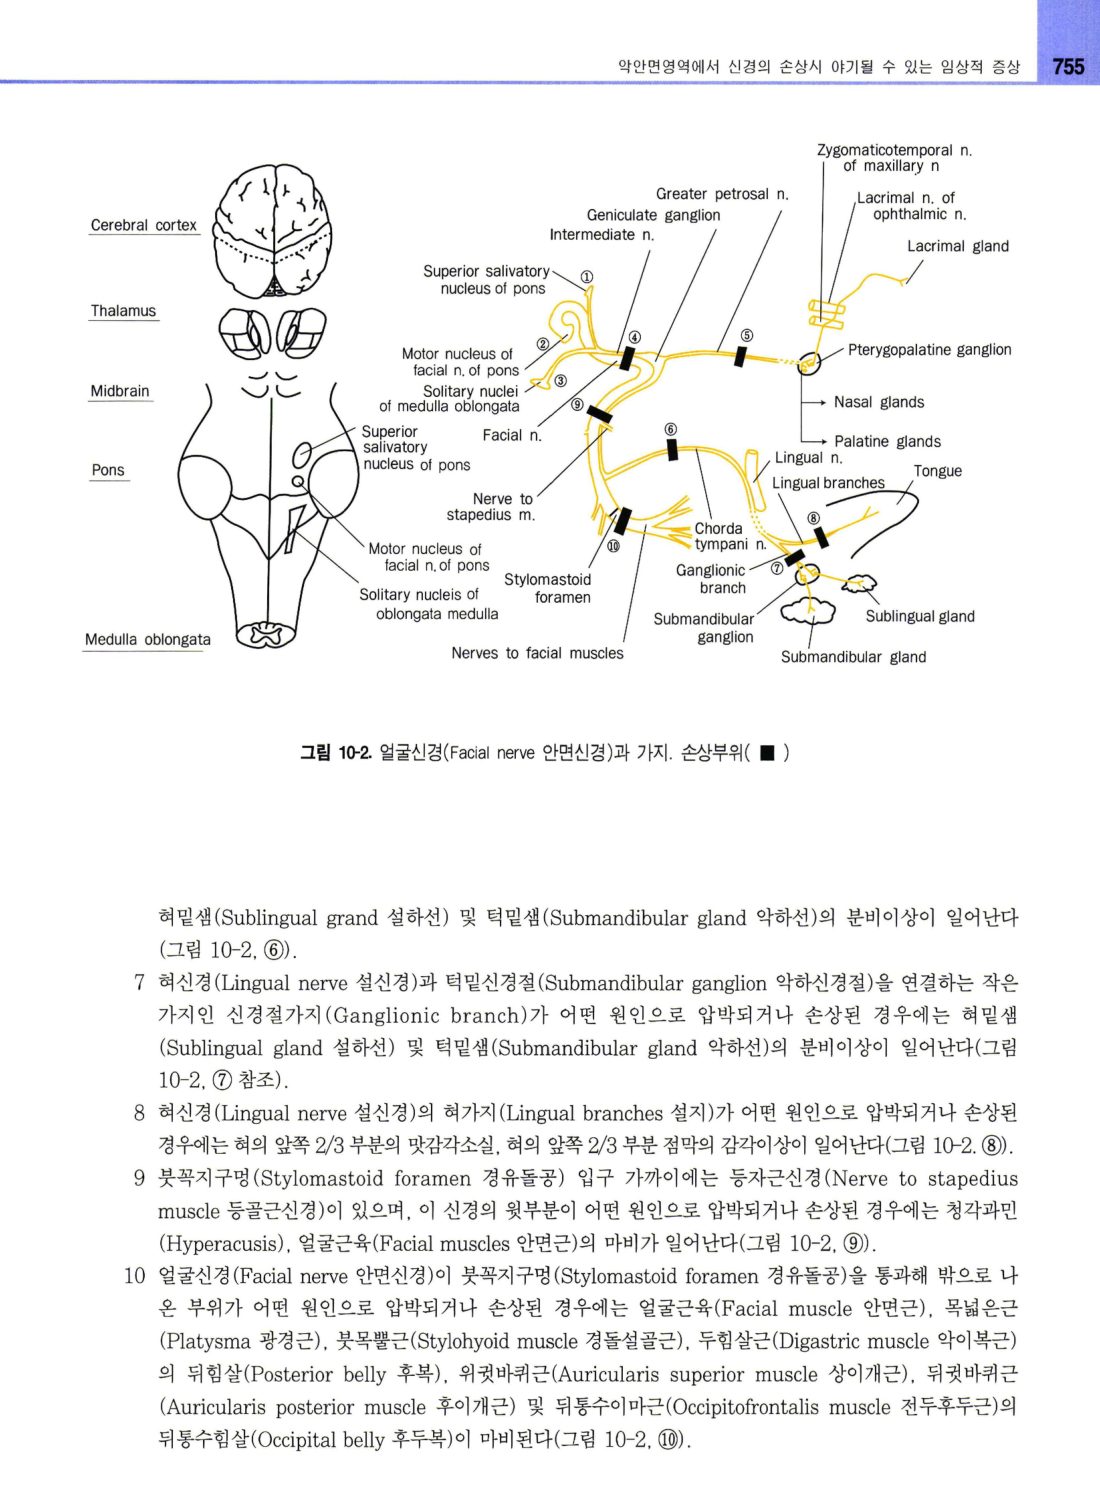 악안면영역에서 신경의 손상시 야기될 수 있는 임상적 증상 755
Zygomaticotemporal n.
of maxillary n
Greater petrosal n.
Lacrimal n. of
ophthalmic n.
Geniculate ganglion
Intermediate n.
Cerebral cortex
Lacrimal gland
Superior salivatory
nucleus of pons
①
Thalamus
②
④
⑤
Motor nucleus of
facial n. of pons
Pterygopalatine ganglion
③
Midbrain
Solitary nuclei
of medulla oblongata
⑨
Nasal glands
Facial n.
⑥
Superior
salivatory
nucleus of pons
Palatine glands
Pons
Lingual n.
Tongue
Lingual branches
Nerve to
stapedius m.
⑧
Chorda
tympani n.
⑩
Motor nucleus of
facial n. of pons
Ganglionic
branch
⑦
Stylomastoid
foramen
Solitary nucleis of
oblongata medulla
Submandibular
ganglion
Sublingual gland
Medulla oblongata
Nerves to facial muscles
Submandibular gland
그림 10-2. 얼굴신경(Facial nerve 안면신경)과 가지. 손상부위( ■ )
혀밑샘(Sublingual grand 설하선) 및 턱밑샘(Submandibular gland 악하선)의 분비이상이 일어난다
(그림 10-2, ⑥).
7 혀신경(Lingual nerve 설신경)과 턱밑신경절(Submandibular ganglion 악하신경절)을 연결하는 작은
가지인 신경절가지(Ganglionic branch)가 어떤 원인으로 압박되거나 손상된 경우에는 혀밑샘
(Sublingual gland 설하선) 및 턱밑샘(Submandibular gland 악하선)의 분비이상이 일어난다(그림
10-2, ⑦ 참조).
8 혀신경(Lingual nerve 설신경)의 혀가지(Lingual branches 설지)가 어떤 원인으로 압박되거나 손상된
경우에는 혀의 앞쪽 2/3 부분의 맛감각소실, 혀의 앞쪽 2/3 부분 점막의 감각이상이 일어난다(그림 10-2. ⑧).
9 붓꼭지구멍(Stylomastoid foramen 경유돌공) 입구 가까이에는 등자근신경(Nerve to stapedius
muscle 등골근신경)이 있으며, 이 신경의 윗부분이 어떤 원인으로 압박되거나 손상된 경우에는 청각과민
(Hyperacusis), 얼굴근육(Facial muscles 안면근)의 마비가 일어난다(그림 10-2, ⑨).
10 얼굴신경(Facial nerve 안면신경)이 붓꼭지구멍(Stylomastoid foramen 경유돌공)을 통과해 밖으로 나
온 부위가 어떤 원인으로 압박되거나 손상된 경우에는 얼굴근육(Facial muscle 안면근), 목넓은근
(Platysma 광경근), 붓목뿔근(Stylohyoid muscle 경돌설골근), 두힘살근(Digastric muscle 악이복근)
의 뒤힘살(Posterior belly 후복), 위귓바퀴근(Auricularis superior muscle 상이개근), 뒤귓바퀴근
(Auricularis posterior muscle 후이개근) 및 뒤통수이마근(Occipitofrontalis muscle 전두후두근)의
뒤통수힘살(Occipital belly 후두복)이 마비된다(그림 10-2, ⑩).